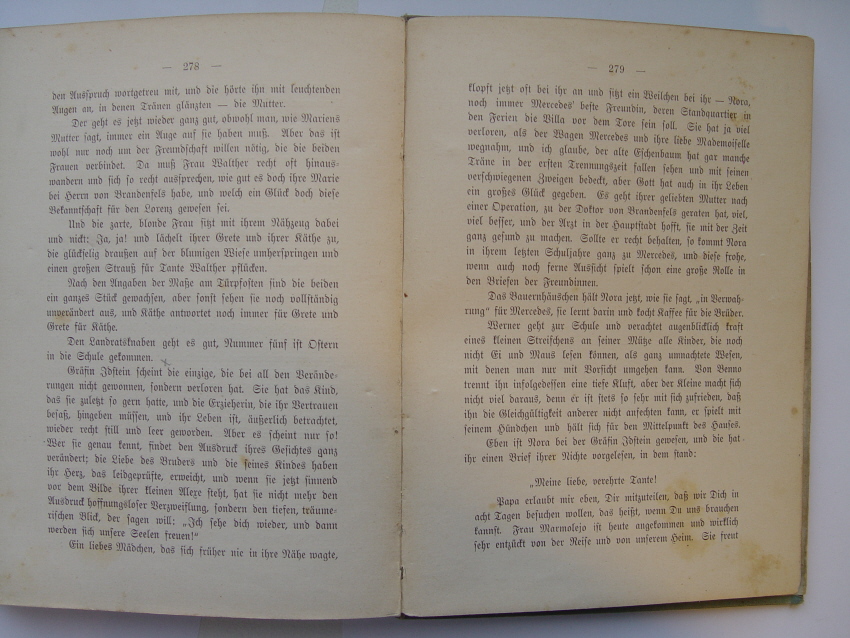 — 278 —
den Ausspruch wortgetreu mit, und die hörte ihn mit leuchtenden
Augen an, in denen Tränen glänzten — die Mutter.
Der geht es jetzt wieder ganz gut, obwohl man, wie Mariens
Mutter sagt, immer ein Auge auf sie haben muß. Aber das ist
wohl nur noch um der Freundschaft willen nötig, die die beiden
Frauen verbindet. Da muß Frau Walther recht oft hinaus-
wandern und sich so recht aussprechen, wie gut es doch ihre Marie
bei Herrn von Brandenfels habe, und welch ein Glück doch diese
Bekanntschaft für den Lorenz gewesen sei.
Und die zarte, blonde Frau sitzt mit ihrem Nähzeug dabei
und nickt: Ja, ja! und lächelt ihrer Grete und ihrer Käthe zu,
die glückselig draußen auf der blumigen Wiese umherspringen und
einen großen Strauß für Tante Walther pflücken.
Nach den Angaben der Maße am Türpfosten sind die beiden
ein ganzes Stück gewachsen, aber sonst sehen sie noch vollständig
unverändert aus, und Käthe antwortet noch immer für Grete und
Grete für Käthe.
Den Landratsknaben geht es gut, Nummer fünf ist Ostern
in die Schule gekommen.
Gräfin Idstein scheint die einzige, die bei all den Verände-
rungen nicht gewonnen, sondern verloren hat. Sie hat das Kind,
das sie zuletzt so gern hatte, und die Erzieherin, die ihr Vertrauen
besaß, hingeben müssen, und ihr Leben ist, äußerlich betrachtet,
wieder recht still und leer geworden. Aber es scheint nur so!
Wer sie genau kennt, findet den Ausdruck ihres Gesichtes ganz
verändert; die Liebe des Bruders und die seines Kindes haben
ihr Herz, das leidgeprüfte, erweicht, und wenn sie jetzt sinnend
vor dem Bilde ihrer kleinen Alexe steht, hat sie nicht mehr den
Ausdruck hoffnungsloser Verzweiflung, sondern den tiefen, träume-
rischen Blick, der sagen will: „Ich sehe dich wieder, und dann
werden sich unsere Seelen freuen!“
Ein liebes Mädchen, das sich früher nie in ihre Nähe wagte,
— 279 —
klopft jetzt oft bei ihr an und sitzt ein Weilchen bei ihr — Nora,
noch immer Mercedes' beste Freundin, deren Standquartier in
den Ferien die Villa vor dem Tore sein soll. Sie hat ja viel
verloren, als der Wagen Mercedes und ihre liebe Mademoiselle
wegnahm, und ich glaube, der alte Eschenbaum hat gar manche
Träne in der ersten Trennungszeit fallen sehen und mit seinen
verschwiegenen Zweigen bedeckt, aber Gott hat auch in ihr Leben
ein großes Glück gegeben. Es geht ihrer geliebten Mutter nach
einer Operation, zu der Doktor von Brandenfels geraten hat, viel,
viel besser, und der Arzt in der Hauptstadt hofft, sie mit der Zeit
ganz gesund zu machen. Sollte er recht behalten, so kommt Nora
in ihrem letzten Schuljahre ganz zu Mercedes, und diese frohe,
wenn auch noch ferne Aussicht spielt schon eine große Rolle in
den Briefen der Freundinnen.
Das Bauernhäuschen hält Nora jetzt, wie sie sagt, „in Verwah-
rung“ für Mercedes, sie lernt darin und kocht Kaffee für die Brüder.
Werner geht zur Schule und verachtet augenblicklich kraft
eines kleinen Streifchens an seiner Mütze alle Kinder, die noch
nicht Ei und Maus lesen können, als ganz umnachtete Wesen,
mit denen man nur mit Vorsicht umgehen kann. Von Benno
trennt ihn infolgedessen eine tiefe Kluft, aber der Kleine macht sich
nicht viel daraus, denn er ist stets so sehr mit sich zufrieden, daß
ihn die Gleichgültigkeit anderer nicht anfechten kann, er spielt mit
seinem Hündchen und hält sich für den Mittelpunkt des Hauses.
Eben ist Nora bei der Gräfin Idstein gewesen, und die hat
ihr einen Brief ihrer Nichte vorgelesen, in dem stand:
„Meine liebe, verehrte Tante!
Papa erlaubt mir eben, Dir mitzuteilen, daß wir Dich in
acht Tagen besuchen wollen, das heißt, wenn Du uns brauchen
kannst. Frau Marmolejo ist heute angekommen und wirklich
sehr entzückt von der Reise und von unserem Heim. Sie freut